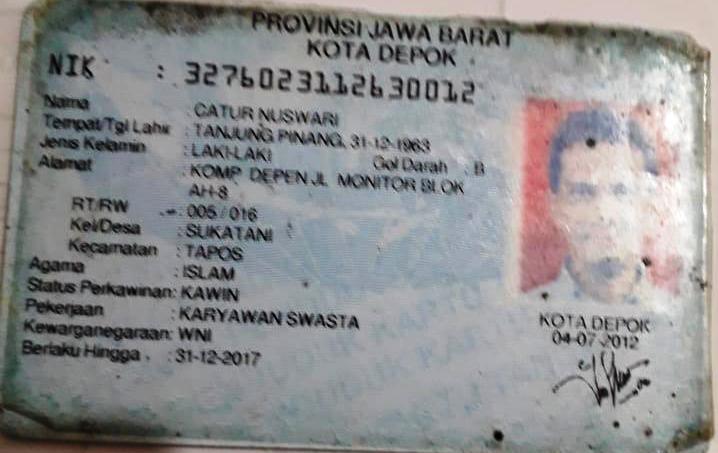 PROVINSI JAWA BARAT
KOTA DEPOK
NIK : 3276023112630012
Nama : CATUR NUSWARI
Tempat/Tgl Lahir : TANJUNG PINANG, 31-12-1963
Jenis Kelamin : LAKI-LAKI Gol Darah : B
Alamat : KOMP DEPEN JL MONITOR BLOK
AH-8
RT/RW : 005 / 016
Kel/Desa : SUKATANI
Kecamatan : TAPOS
Agama : ISLAM
Status Perkawinan: KAWIN
Pekerjaan : KARYAWAN SWASTA
Kewarganegaraan: WNI
Berlaku Hingga : 31-12-2017
KOTA DEPOK
04-07-2012